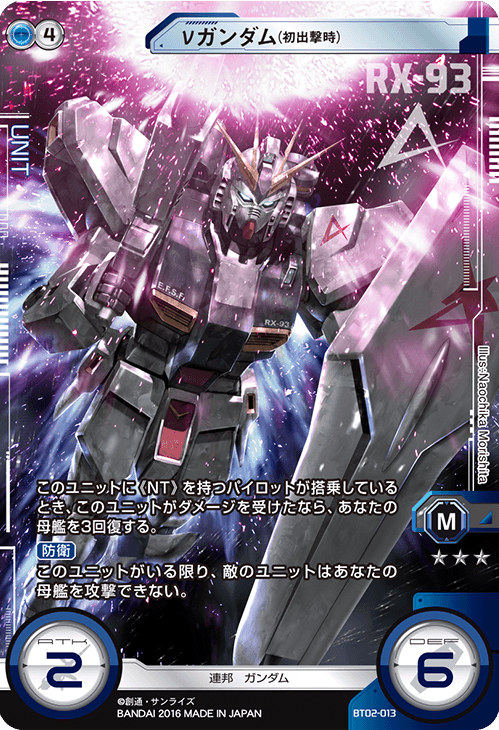 4
νガンダム(初出撃時)
RX-93
UNIT
E.F.S.F.
RX-93
Illus:Naochika Morishita
このユニットに《NT》を持つパイロットが搭乗している
とき、このユニットがダメージを受けたなら、あなたの
母艦を3回復する。
防衛
このユニットがいる限り、敵のユニットはあなたの
母艦を攻撃できない。
M
ATK
2
DEF
6
連邦 ガンダム
©創通・サンライズ
BANDAI 2016 MADE IN JAPAN
BT02-013